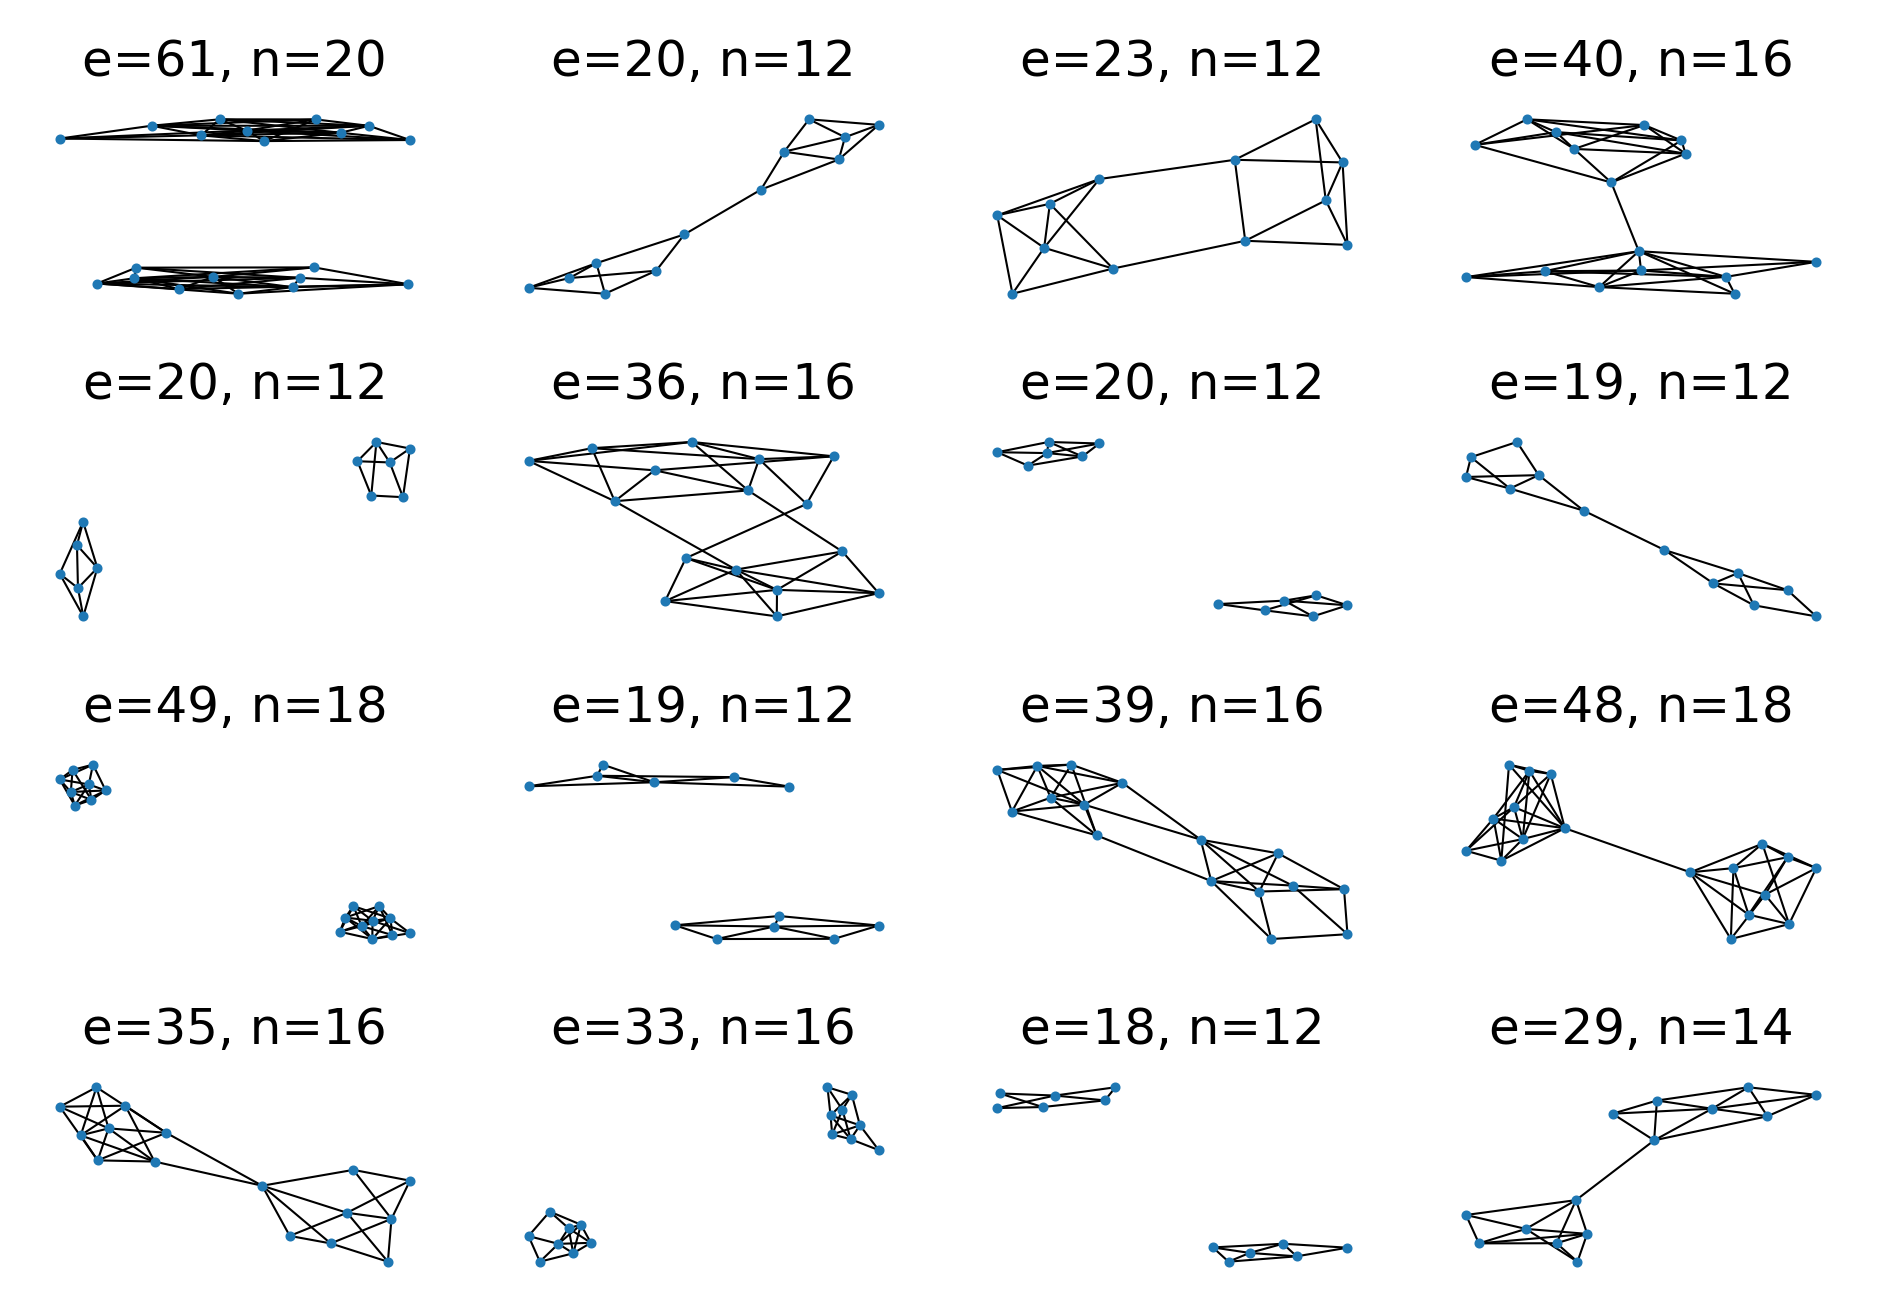 e=61, n=20
e=20, n=12
e=23, n=12
e=40, n=16
e=20, n=12
e=36, n=16
e=20, n=12
e=19, n=12
e=49, n=18
e=19, n=12
e=39, n=16
e=48, n=18
e=35, n=16
e=33, n=16
e=18, n=12
e=29, n=14